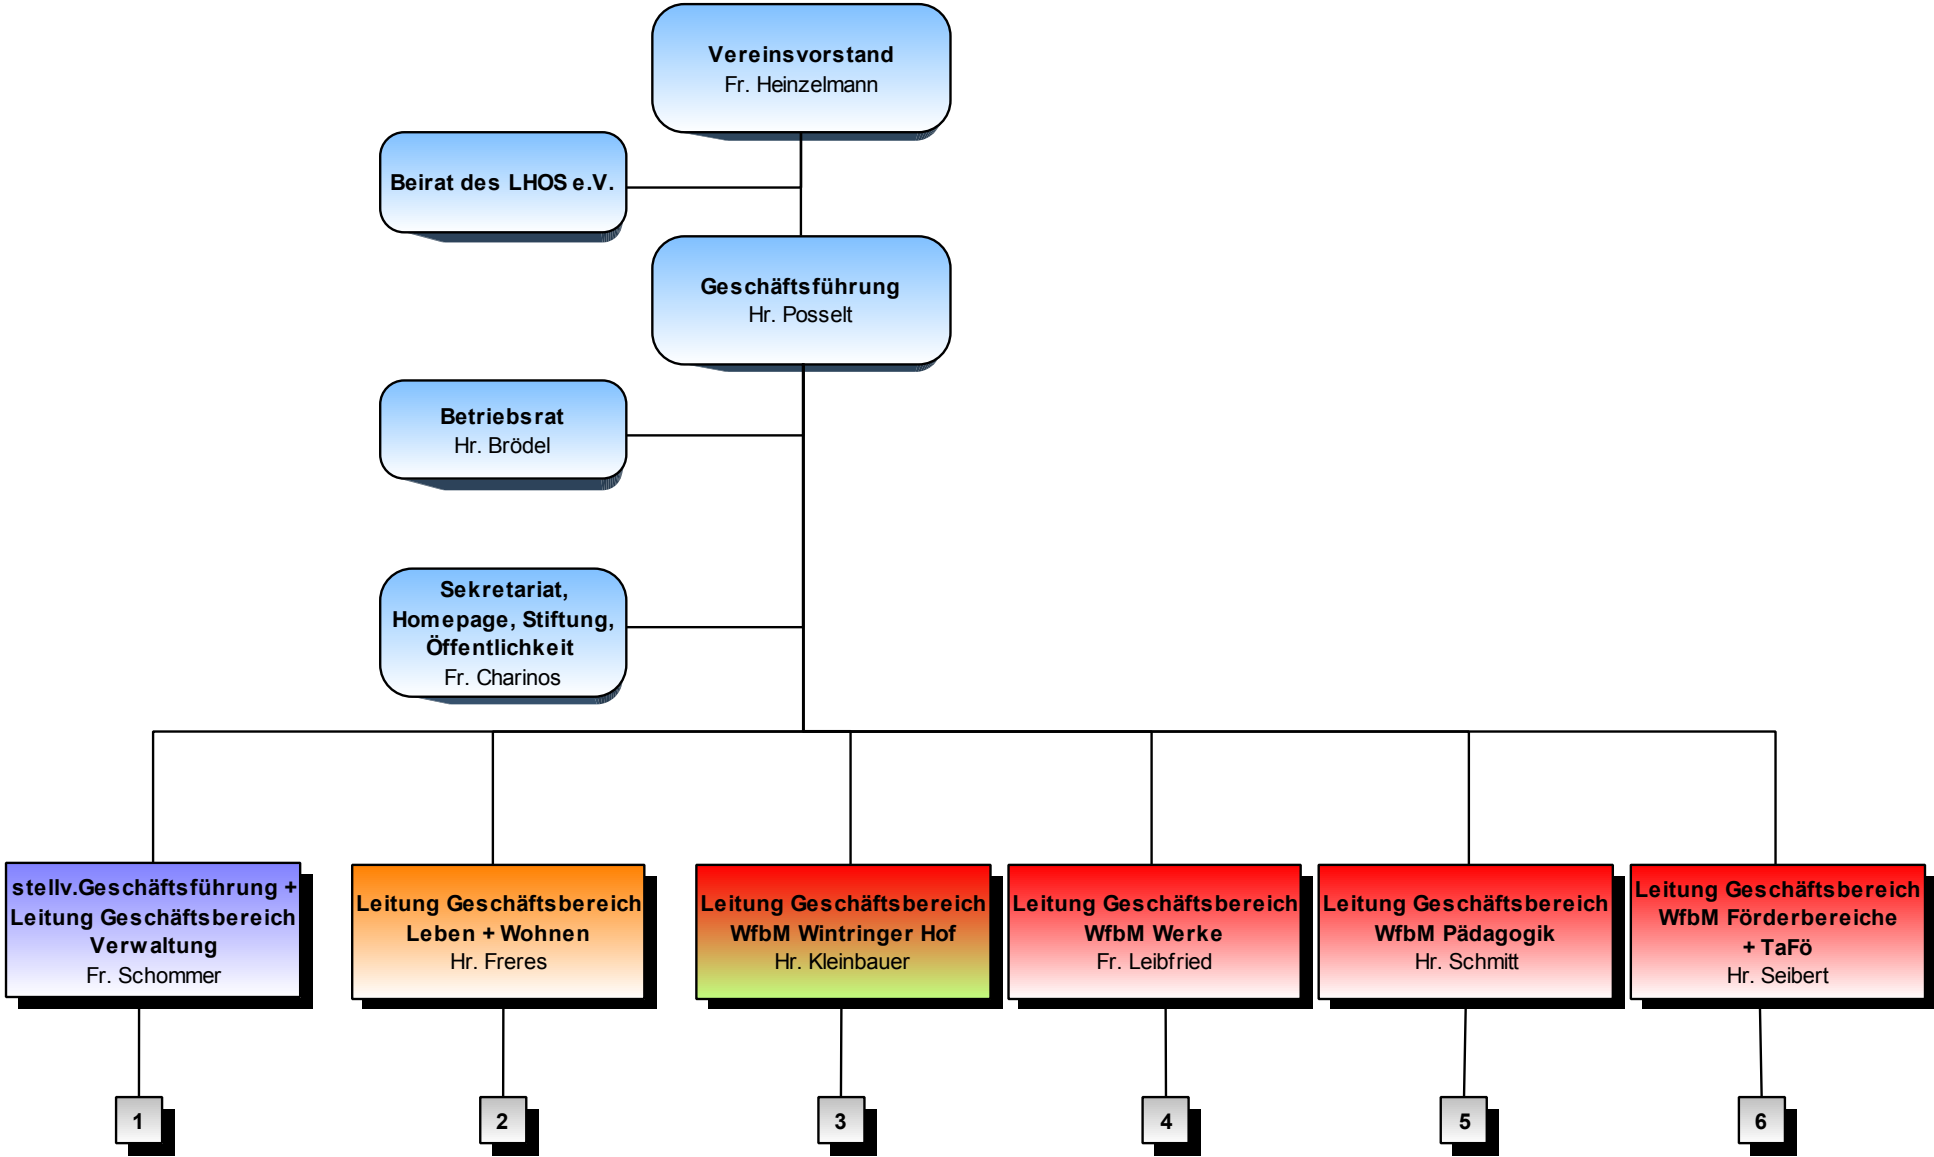 Vereinsvorstand
Fr. Heinzelmann
Beirat des LHOS e.V.
Geschäftsführung
Hr. Posselt
Betriebsrat
Hr. Brödel
Sekretariat,
Homepage, Stiftung,
Öffentlichkeit
Fr. Charinos
stellv.Geschäftsführung +
Leitung Geschäftsbereich
Verwaltung
Fr. Schommer
Leitung Geschäftsbereich
Leben + Wohnen
Hr. Freres
Leitung Geschäftsbereich
WfbM Wintringer Hof
Hr. Kleinbauer
Leitung Geschäftsbereich
WfbM Werke
Fr. Leibfried
Leitung Geschäftsbereich
WfbM Pädagogik
Hr. Schmitt
Leitung Geschäftsbereich
WfbM Förderbereiche
+ TaFö
Hr. Seibert
1
2
3
4
5
6